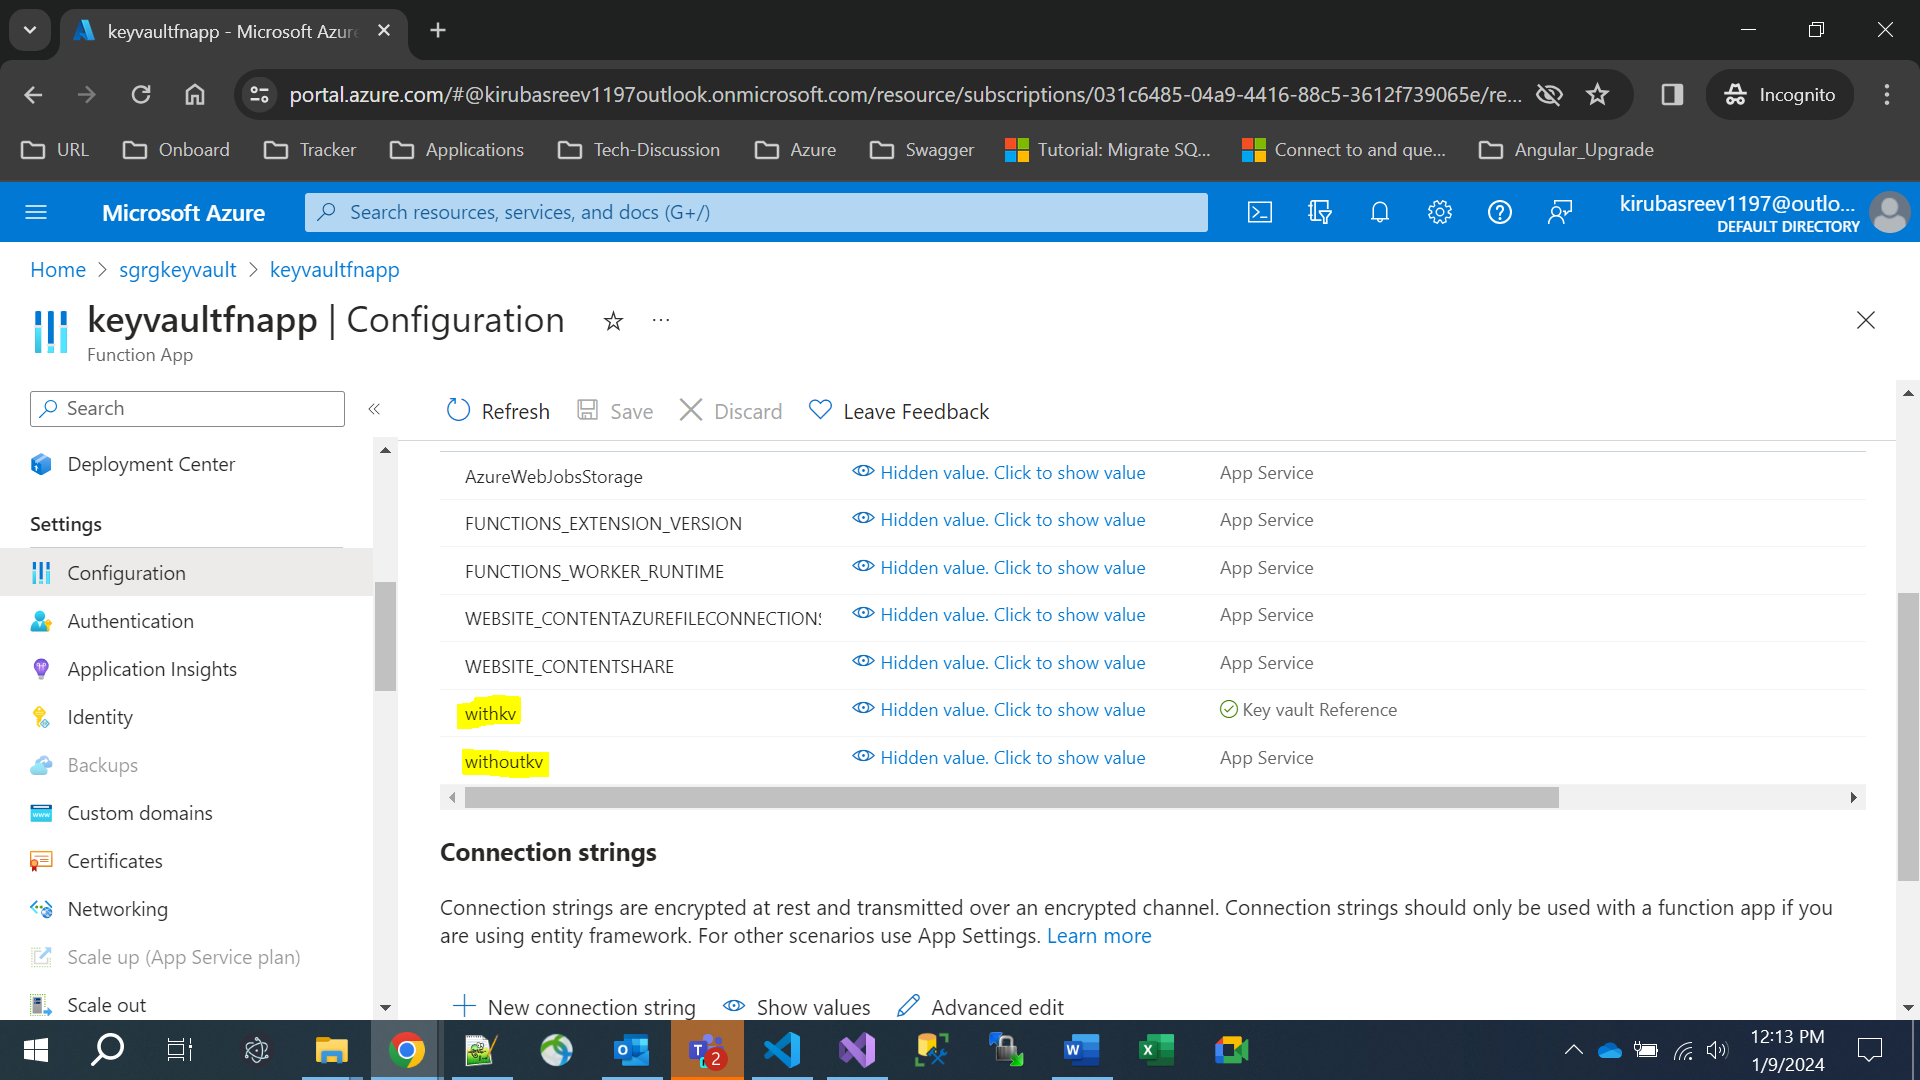 keyvaultfnapp - Microsoft Azure
portal.azure.com/#@kirubasreev1197outlook.onmicrosoft.com/resource/subscriptions/031c6485-04a9-4416-88c5-3612f739065e/re...
Incognito
URL
Onboard
Tracker
Applications
Tech-Discussion
Azure
Swagger
Tutorial: Migrate SQ...
Connect to and que...
Angular_Upgrade
Microsoft Azure
Search resources, services, and docs (G+/)
kirubasreev1197@outlo...
DEFAULT DIRECTORY
Home > sgrgkeyvault > keyvaultfnapp
keyvaultfnapp | Configuration
Function App
Search
Deployment Center
Settings
Configuration
Authentication
Application Insights
Identity
Backups
Custom domains
Certificates
Networking
Scale up (App Service plan)
Scale out
Refresh
Save
Discard
Leave Feedback
AzureWebJobsStorage Hidden value. Click to show value App Service
FUNCTIONS_EXTENSION_VERSION Hidden value. Click to show value App Service
FUNCTIONS_WORKER_RUNTIME Hidden value. Click to show value App Service
WEBSITE_CONTENTAZUREFILECONNECTIONS Hidden value. Click to show value App Service
WEBSITE_CONTENTSHARE Hidden value. Click to show value App Service
withkv Hidden value. Click to show value Key vault Reference
withoutkv Hidden value. Click to show value App Service
Connection strings
Connection strings are encrypted at rest and transmitted over an encrypted channel. Connection strings should only be used with a function app if you
are using entity framework. For other scenarios use App Settings. Learn more
New connection string
Show values
Advanced edit
2
12:13 PM
1/9/2024